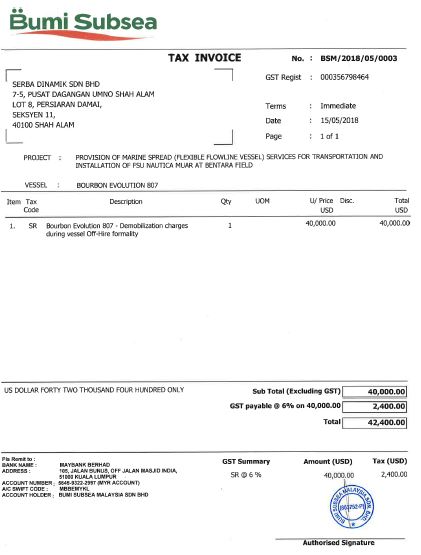 Bumi Subsea
TAX INVOICE No. : BSM/2018/05/0003
SERBA DINAMIK SDN BHD
7-5, PUSAT DAGANGAN UMNO SHAH ALAM
LOT 8, PERSIARAN DAMAI,
SEKSYEN 11,
40100 SHAH ALAM
GST Regist : 000356798464
Terms : Immediate
Date : 15/05/2018
Page : 1 of 1
PROJECT : PROVISION OF MARINE SPREAD (FLEXIBLE FLOWLINE VESSEL) SERVICES FOR TRANSPORTATION AND
INSTALLATION OF FSU NAUTICA MUAR AT BENTARA FIELD
VESSEL : BOURBON EVOLUTION 807
Item Tax Code Description Qty UOM U/ Price USD Disc. Total USD
1. SR Bourbon Evolution 807 - Demobilization charges 1 40,000.00 40,000.00
during vessel Off-Hire formality
US DOLLAR FORTY TWO THOUSAND FOUR HUNDRED ONLY
Sub Total (Excluding GST) 40,000.00
GST payable @ 6% on 40,000.00 2,400.00
Total 42,400.00
Pls Remit to :
BANK NAME : MAYBANK BERHAD
ADDRESS : 105, JALAN BUNUS, OFF JALAN MASJID INDIA,
51000 KUALA LUMPUR
ACCOUNT NUMBER : 5648-9322-2997 (MYR ACCOUNT)
A/C SWIFT CODE : MBBEMYKL
ACCOUNT HOLDER : BUMI SUBSEA MALAYSIA SDN BHD
GST Summary Amount (USD) Tax (USD)
SR @ 6 % 40,000.00 2,400.00
BUMI SUBSEA MALAYSIA SDN. BHD.
Authorised Signature